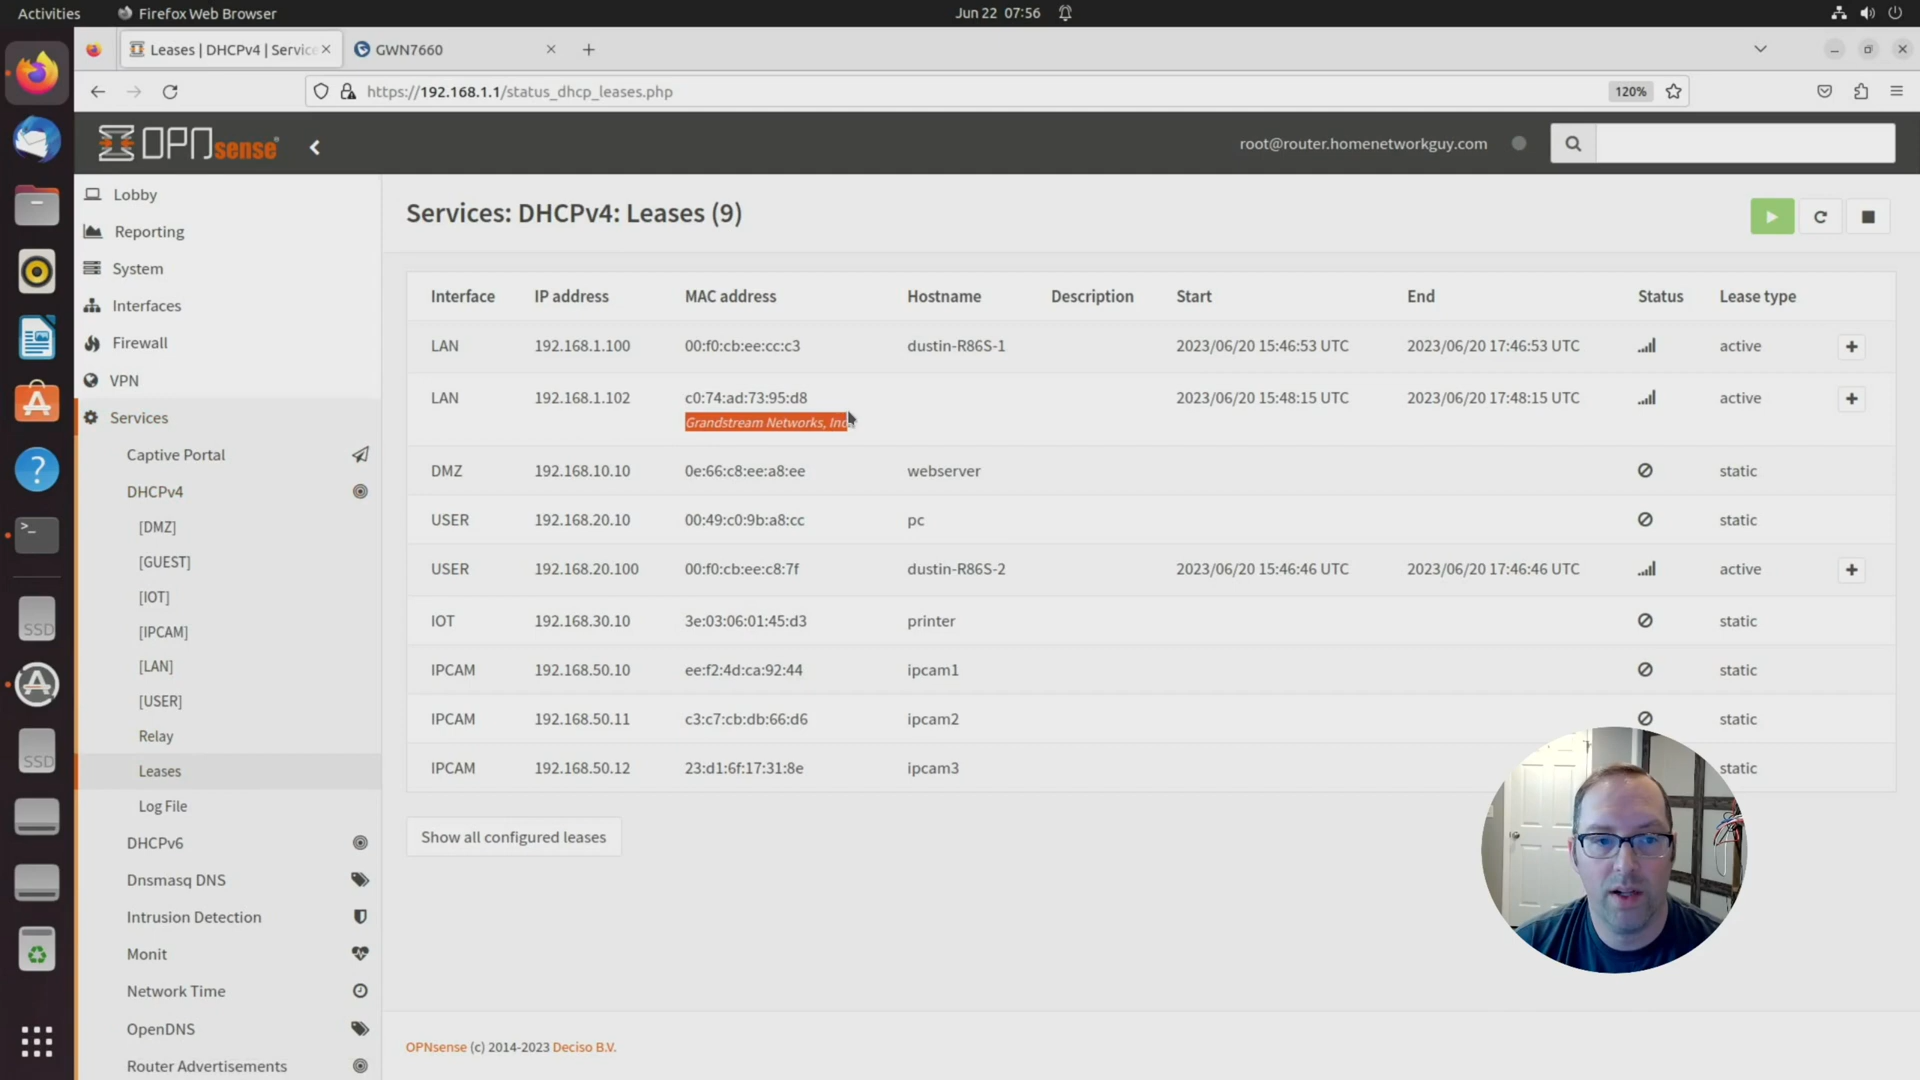 Activities
Firefox Web Browser
Jun 22 07:56
Leases | DHCPv4 | Service
GWN7660
https://192.168.1.1/status_dhcp_leases.php
120%
OPNsense
root@router.homenetworkguy.com
Lobby
Reporting
System
Interfaces
Firewall
VPN
Services
Captive Portal
DHCPv4
[DMZ]
[GUEST]
[IOT]
[IPCAM]
[LAN]
[USER]
Relay
Leases
Log File
DHCPv6
Dnsmasq DNS
Intrusion Detection
Monit
Network Time
OpenDNS
Router Advertisements
SSD
SSD
Services: DHCPv4: Leases (9)
Interface IP address MAC address Hostname Description Start End Status Lease type
LAN 192.168.1.100 00:f0:cb:ee:cc:c3 dustin-R86S-1 2023/06/20 15:46:53 UTC 2023/06/20 17:46:53 UTC active
LAN 192.168.1.102 c0:74:ad:73:95:d8 2023/06/20 15:48:15 UTC 2023/06/20 17:48:15 UTC active
Grandstream Networks, Inc
DMZ 192.168.10.10 0e:66:c8:ee:a8:ee webserver static
USER 192.168.20.10 00:49:c0:9b:a8:cc pc static
USER 192.168.20.100 00:f0:cb:ee:c8:7f dustin-R86S-2 2023/06/20 15:46:46 UTC 2023/06/20 17:46:46 UTC active
IOT 192.168.30.10 3e:03:06:01:45:d3 printer static
IPCAM 192.168.50.10 ee:f2:4d:ca:92:44 ipcam1 static
IPCAM 192.168.50.11 c3:c7:cb:db:66:d6 ipcam2 static
IPCAM 192.168.50.12 23:d1:6f:17:31:8e ipcam3 static
Show all configured leases
OPNsense (c) 2014-2023 Deciso B.V.